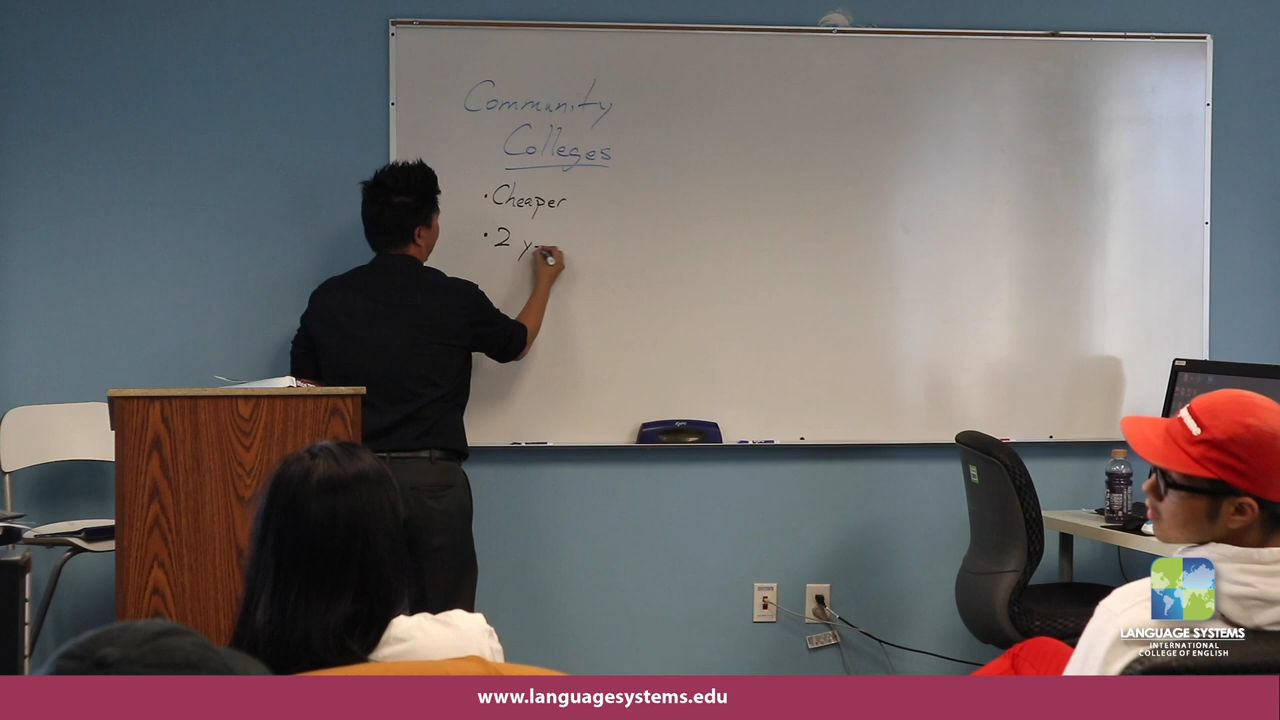 Community
Colleges
· Cheaper
· 2 y
LANGUAGE SYSTEMS
INTERNATIONAL
COLLEGE OF ENGLISH
www.languagesystems.edu